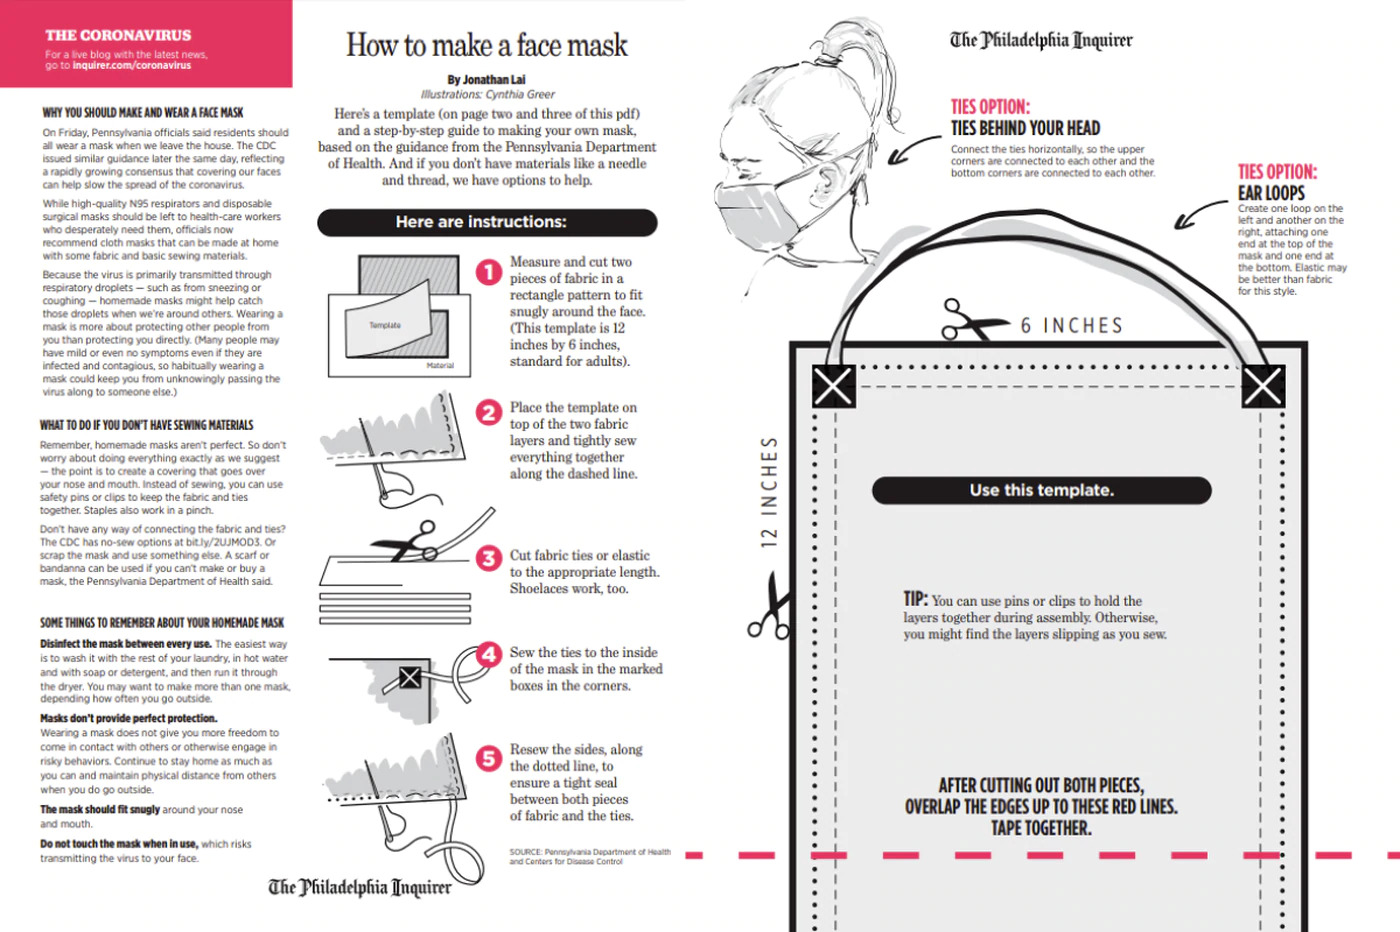 THE CORONAVIRUS
For a live blog with the latest news,
go to inquirer.com/coronavirus
WHY YOU SHOULD MAKE AND WEAR A FACE MASK
On Friday, Pennsylvania officials said residents should
all wear a mask when we leave the house. The CDC
issued similar guidance later the same day, reflecting
a rapidly growing consensus that covering our faces
can help slow the spread of the coronavirus.
While high-quality N95 respirators and disposable
surgical masks should be left to health-care workers
who desperately need them, officials now
recommend cloth masks that can be made at home
with some fabric and basic sewing materials.
Because the virus is primarily transmitted through
respiratory droplets — such as from sneezing or
coughing — homemade masks might help catch
those droplets when we're around others. Wearing a
mask is more about protecting other people from
you than protecting you directly. (Many people may
have mild or even no symptoms even if they are
infected and contagious, so habitually wearing a
mask could keep you from unknowingly passing the
virus along to someone else.)
WHAT TO DO IF YOU DON'T HAVE SEWING MATERIALS
Remember, homemade masks aren't perfect. So don't
worry about doing everything exactly as we suggest
— the point is to create a covering that goes over
your nose and mouth. Instead of sewing, you can use
safety pins or clips to keep the fabric and ties
together. Staples also work in a pinch.
Don't have any way of connecting the fabric and ties?
The CDC has no-sew options at bit.ly/2UJMOD3. Or
scrap the mask and use something else. A scarf or
bandanna can be used if you can't make or buy a
mask, the Pennsylvania Department of Health said.
SOME THINGS TO REMEMBER ABOUT YOUR HOMEMADE MASK
Disinfect the mask between every use. The easiest way
is to wash it with the rest of your laundry, in hot water
and with soap or detergent, and then run it through
the dryer. You may want to make more than one mask,
depending how often you go outside.
Masks don't provide perfect protection.
Wearing a mask does not give you more freedom to
come in contact with others or otherwise engage in
risky behaviors. Continue to stay home as much as
you can and maintain physical distance from others
when you do go outside.
The mask should fit snugly around your nose
and mouth.
Do not touch the mask when in use, which risks
transmitting the virus to your face.
How to make a face mask
By Jonathan Lai
Illustrations: Cynthia Greer
Here's a template (on page two and three of this pdf)
and a step-by-step guide to making your own mask,
based on the guidance from the Pennsylvania Department
of Health. And if you don't have materials like a needle
and thread, we have options to help.
Here are instructions:
Template
Material
1
Measure and cut two
pieces of fabric in a
rectangle pattern to fit
snugly around the face.
(This template is 12
inches by 6 inches,
standard for adults).
2
Place the template on
top of the two fabric
layers and tightly sew
everything together
along the dashed line.
3
Cut fabric ties or elastic
to the appropriate length.
Shoelaces work, too.
4
Sew the ties to the inside
of the mask in the marked
boxes in the corners.
5
Resew the sides, along
the dotted line, to
ensure a tight seal
between both pieces
of fabric and the ties.
SOURCE: Pennsylvania Department of Health
and Centers for Disease Control
The Philadelphia Inquirer
The Philadelphia Inquirer
TIES OPTION:
TIES BEHIND YOUR HEAD
Connect the ties horizontally, so the upper
corners are connected to each other and the
bottom corners are connected to each other.
TIES OPTION:
EAR LOOPS
Create one loop on the
left and another on the
right, attaching one
end at the top of the
mask and one end at
the bottom. Elastic may
be better than fabric
for this style.
6 INCHES
12 INCHES
Use this template.
TIP: You can use pins or clips to hold the
layers together during assembly. Otherwise,
you might find the layers slipping as you sew.
AFTER CUTTING OUT BOTH PIECES,
OVERLAP THE EDGES UP TO THESE RED LINES.
TAPE TOGETHER.